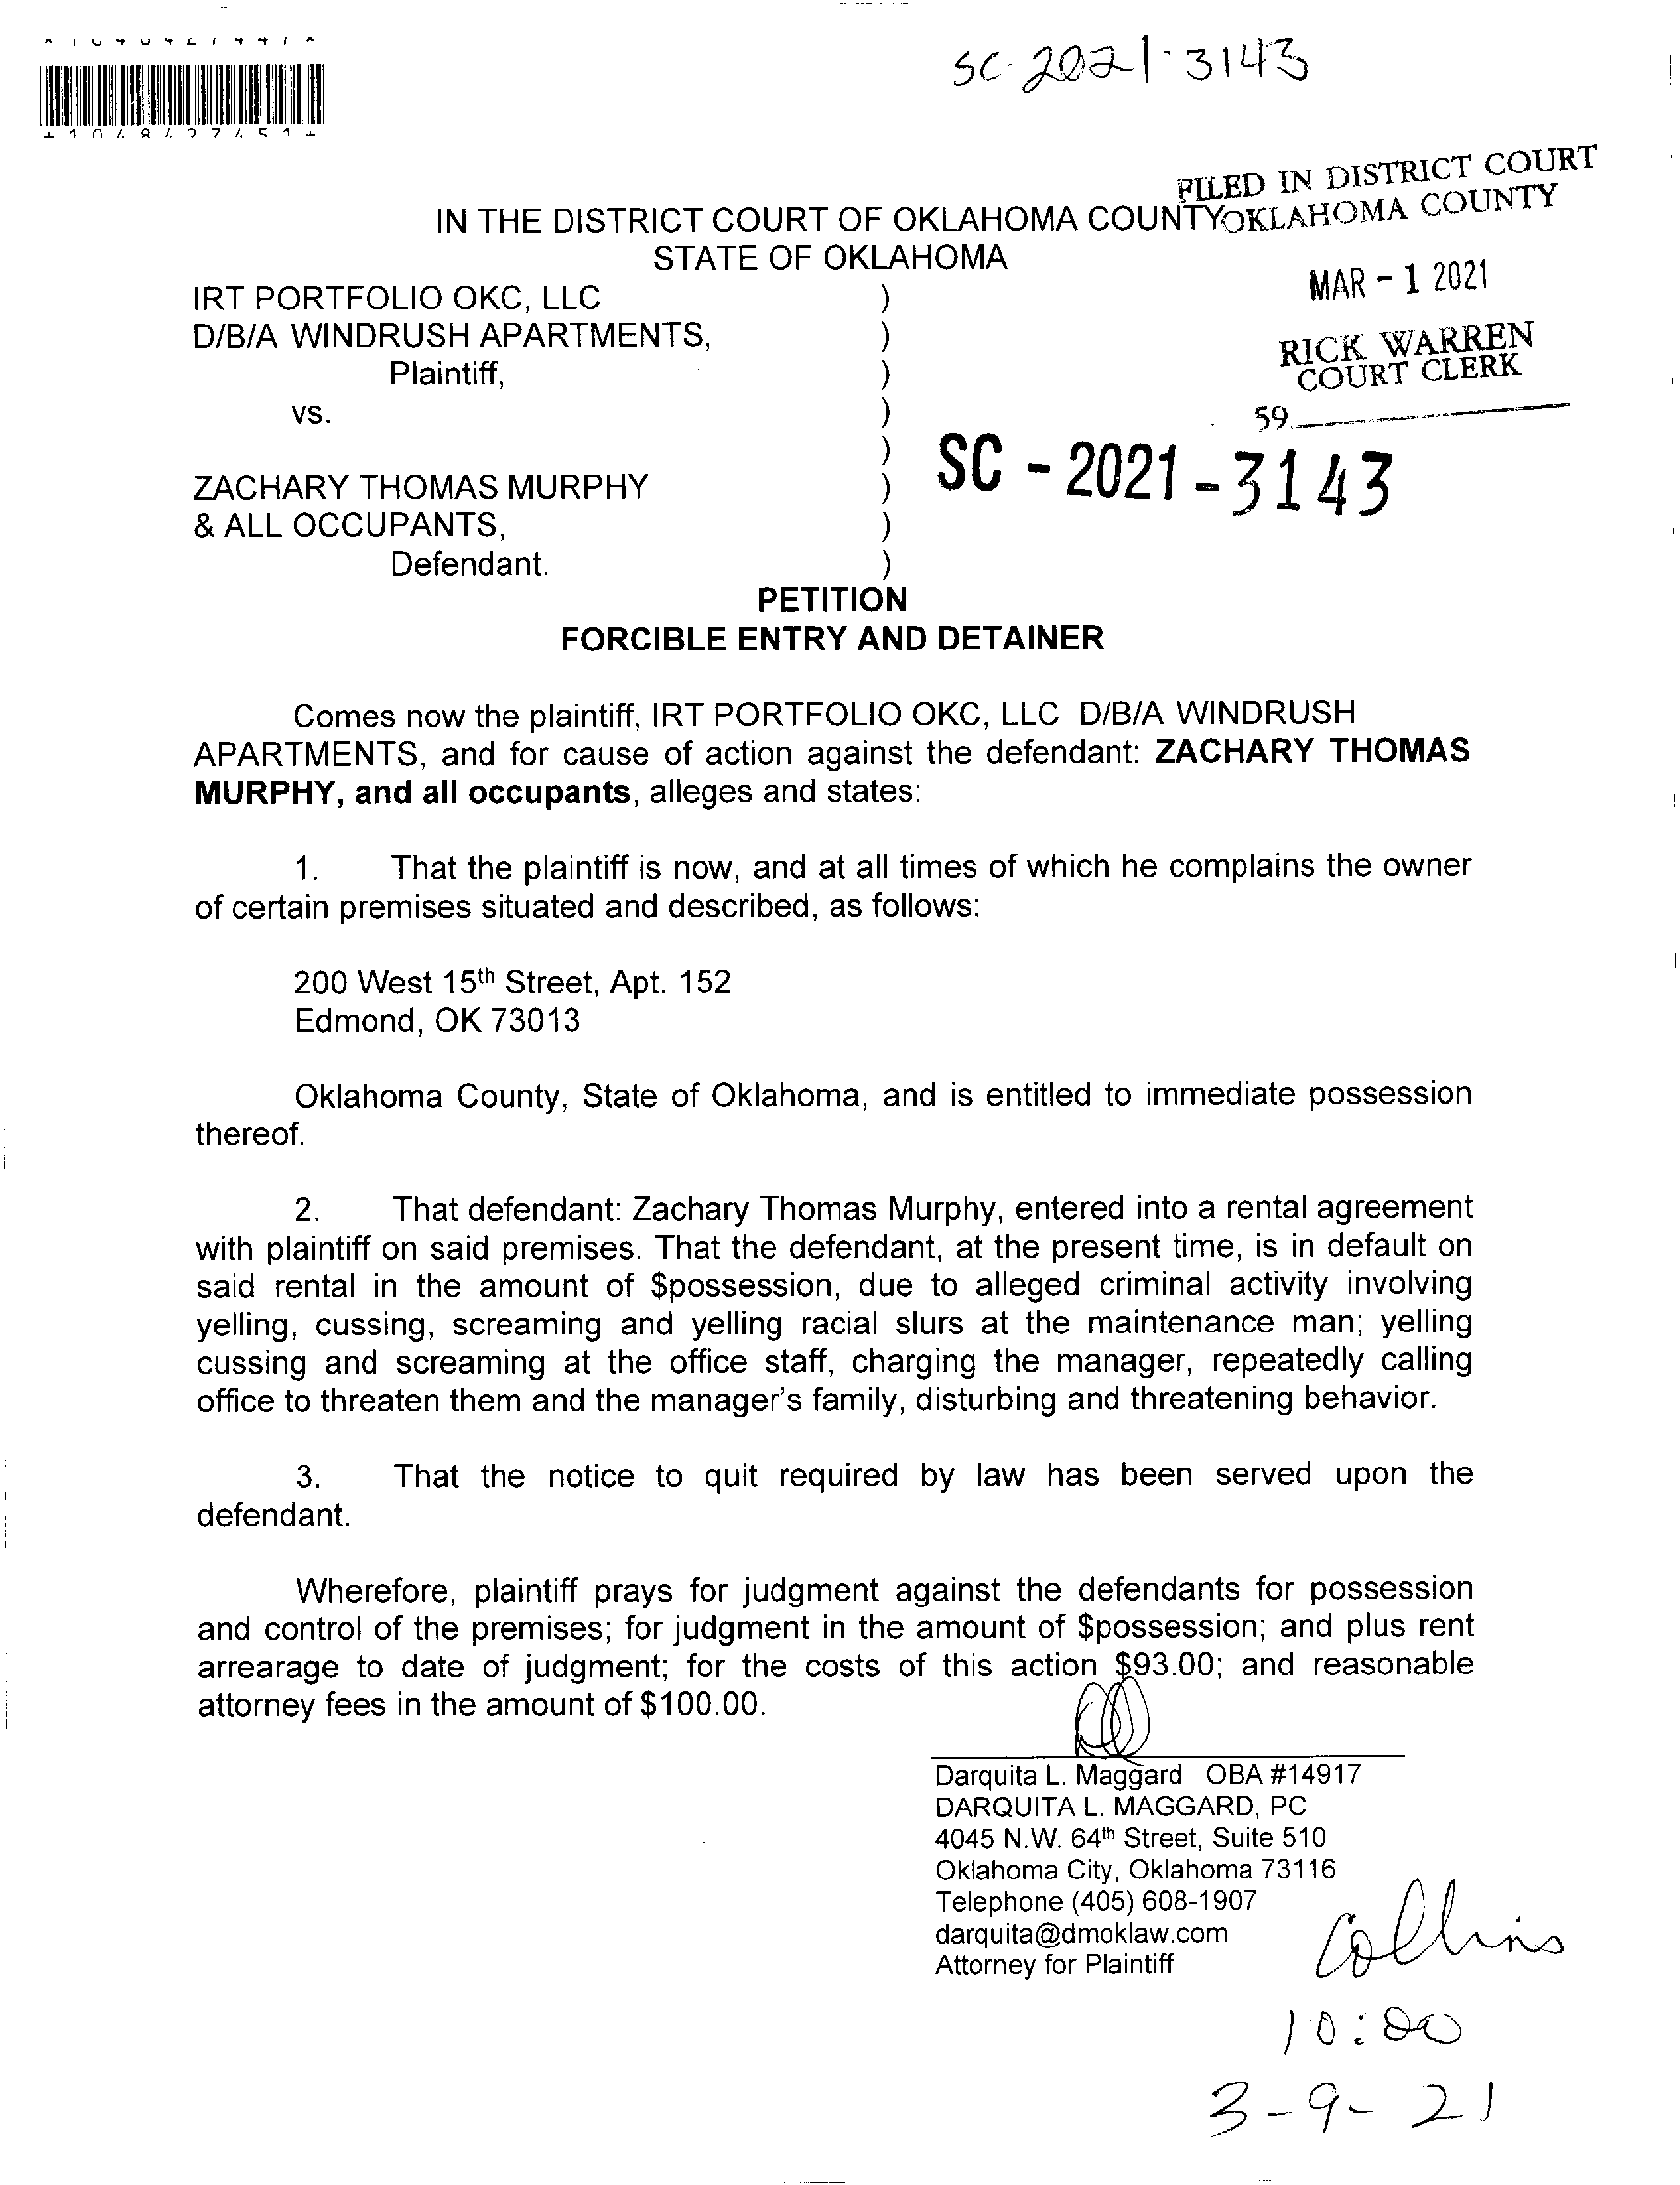 SC-2021-3143
FILED IN DISTRICT COURT
OKLAHOMA COUNTY
IN THE DISTRICT COURT OF OKLAHOMA COUNTY
STATE OF OKLAHOMA
MAR - 1 2021
IRT PORTFOLIO OKC, LLC )
D/B/A WINDRUSH APARTMENTS, )
RICK WARREN
COURT CLERK
Plaintiff, )
vs. )
59
)
SC - 2021 - 3143
ZACHARY THOMAS MURPHY )
& ALL OCCUPANTS, )
Defendant. )
PETITION
FORCIBLE ENTRY AND DETAINER
Comes now the plaintiff, IRT PORTFOLIO OKC, LLC D/B/A WINDRUSH
APARTMENTS, and for cause of action against the defendant: ZACHARY THOMAS
MURPHY, and all occupants, alleges and states:
1. That the plaintiff is now, and at all times of which he complains the owner
of certain premises situated and described, as follows:
200 West 15th Street, Apt. 152
Edmond, OK 73013
Oklahoma County, State of Oklahoma, and is entitled to immediate possession
thereof.
2. That defendant: Zachary Thomas Murphy, entered into a rental agreement
with plaintiff on said premises. That the defendant, at the present time, is in default on
said rental in the amount of $possession, due to alleged criminal activity involving
yelling, cussing, screaming and yelling racial slurs at the maintenance man; yelling
cussing and screaming at the office staff, charging the manager, repeatedly calling
office to threaten them and the manager's family, disturbing and threatening behavior.
3. That the notice to quit required by law has been served upon the
defendant.
Wherefore, plaintiff prays for judgment against the defendants for possession
and control of the premises; for judgment in the amount of $possession; and plus rent
arrearage to date of judgment; for the costs of this action $93.00; and reasonable
attorney fees in the amount of $100.00.
Darquita L. Maggard OBA #14917
DARQUITA L. MAGGARD, PC
4045 N.W. 64th Street, Suite 510
Oklahoma City, Oklahoma 73116
Telephone (405) 608-1907
darquita@dmoklaw.com
Attorney for Plaintiff
Collins
10:00
3-9-21